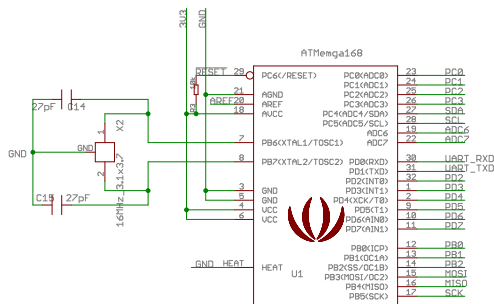 3V3
GND
ATMemga168
RESET
29
PC6(/RESET)
PC0(ADC0)
23
PC0
PC1(ADC1)
24
PC1
10k
R3
21
AGND
PC2(ADC2)
25
PC2
AREF
20
AREF
PC3(ADC3)
26
PC3
18
AVCC
PC4(ADC4/SDA)
27
SDA
PC5(ADC5/SCL)
28
SCL
ADC6
19
ADC6
ADC7
22
ADC7
27pF
C14
X2
1
GND
GND
2
16MHz_3.1x3.7
C15
27pF
7
PB6(XTAL1/TOSC1)
8
PB7(XTAL2/TOSC2)
PD0(RXD)
30
UART_RXD
PD1(TXD)
31
UART_TXD
PD2(INT0)
32
PD2
3
GND
PD3(INT1)
1
PD3
5
GND
PD4(XCK/T0)
2
PD4
4
VCC
PD5(T1)
9
PD5
6
VCC
PD6(AIN0)
10
PD6
PD7(AIN1)
11
PD7
PB0(ICP)
12
PB0
PB1(OC1A)
13
PB1
GND
HEAT
HEAT
PB2(SS/OC1B)
14
PB2
U1
PB3(MOSI/OC2)
15
MOSI
PB4(MISO)
16
MISO
PB5(SCK)
17
SCK